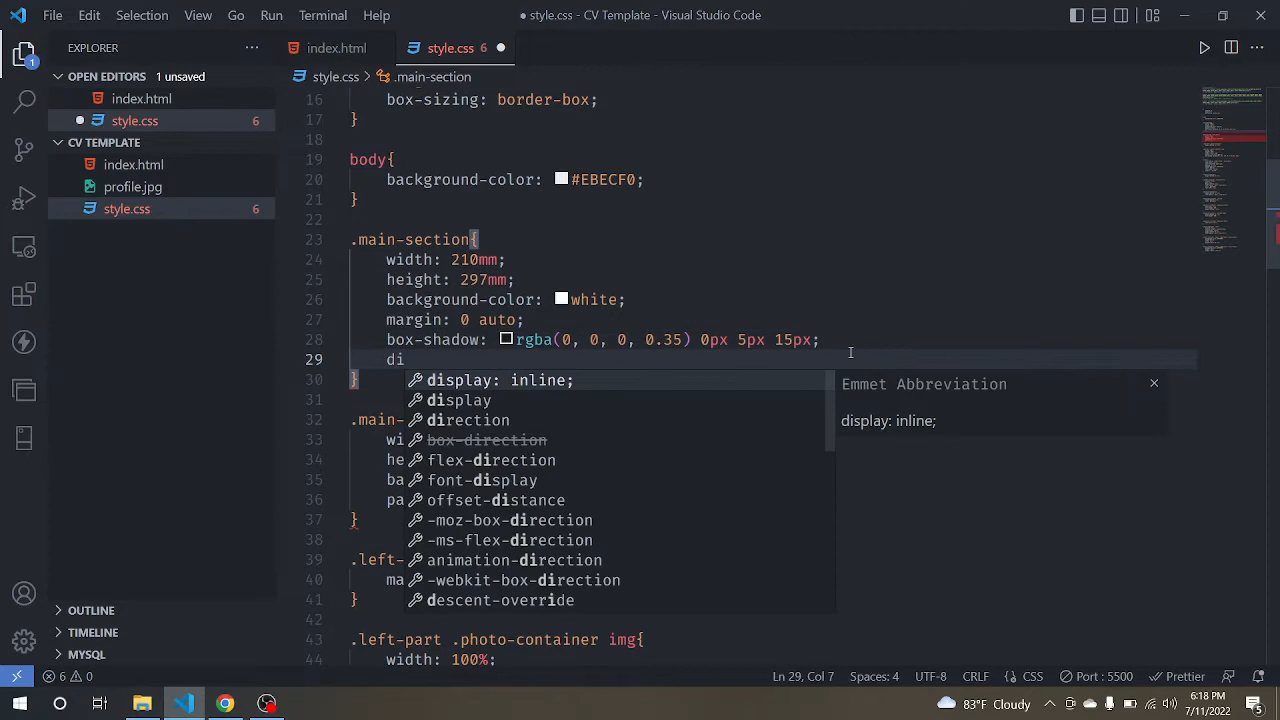 File Edit Selection View Go Run Terminal Help
style.css - CV Template - Visual Studio Code
EXPLORER
OPEN EDITORS 1 unsaved
index.html
style.css 6
CV TEMPLATE
index.html
profile.jpg
style.css 6
OUTLINE
TIMELINE
MYSQL
1
index.html
style.css 6
style.css > .main-section
16 box-sizing: border-box;
17 }
18
19 body{
20 background-color: #EBECF0;
21 }
22
23 .main-section{
24 width: 210mm;
25 height: 297mm;
26 background-color: white;
27 margin: 0 auto;
28 box-shadow: rgba(0, 0, 0, 0.35) 0px 5px 15px;
29 di
30 }
31
32 .main-
33 wi
34 he
35 ba
36 pa
37 }
38
39 .left-
40 ma
41 }
42
43 .left-part .photo-container img{
44 width: 100%;
display: inline;
display
direction
box-direction
flex-direction
font-display
offset-distance
-moz-box-direction
-ms-flex-direction
animation-direction
-webkit-box-direction
descent-override
Emmet Abbreviation
display: inline;
6 0
Ln 29, Col 7
Spaces: 4
UTF-8
CRLF
{} CSS
Port : 5500
Prettier
88°F Cloudy
6:18 PM
7/11/2022
5